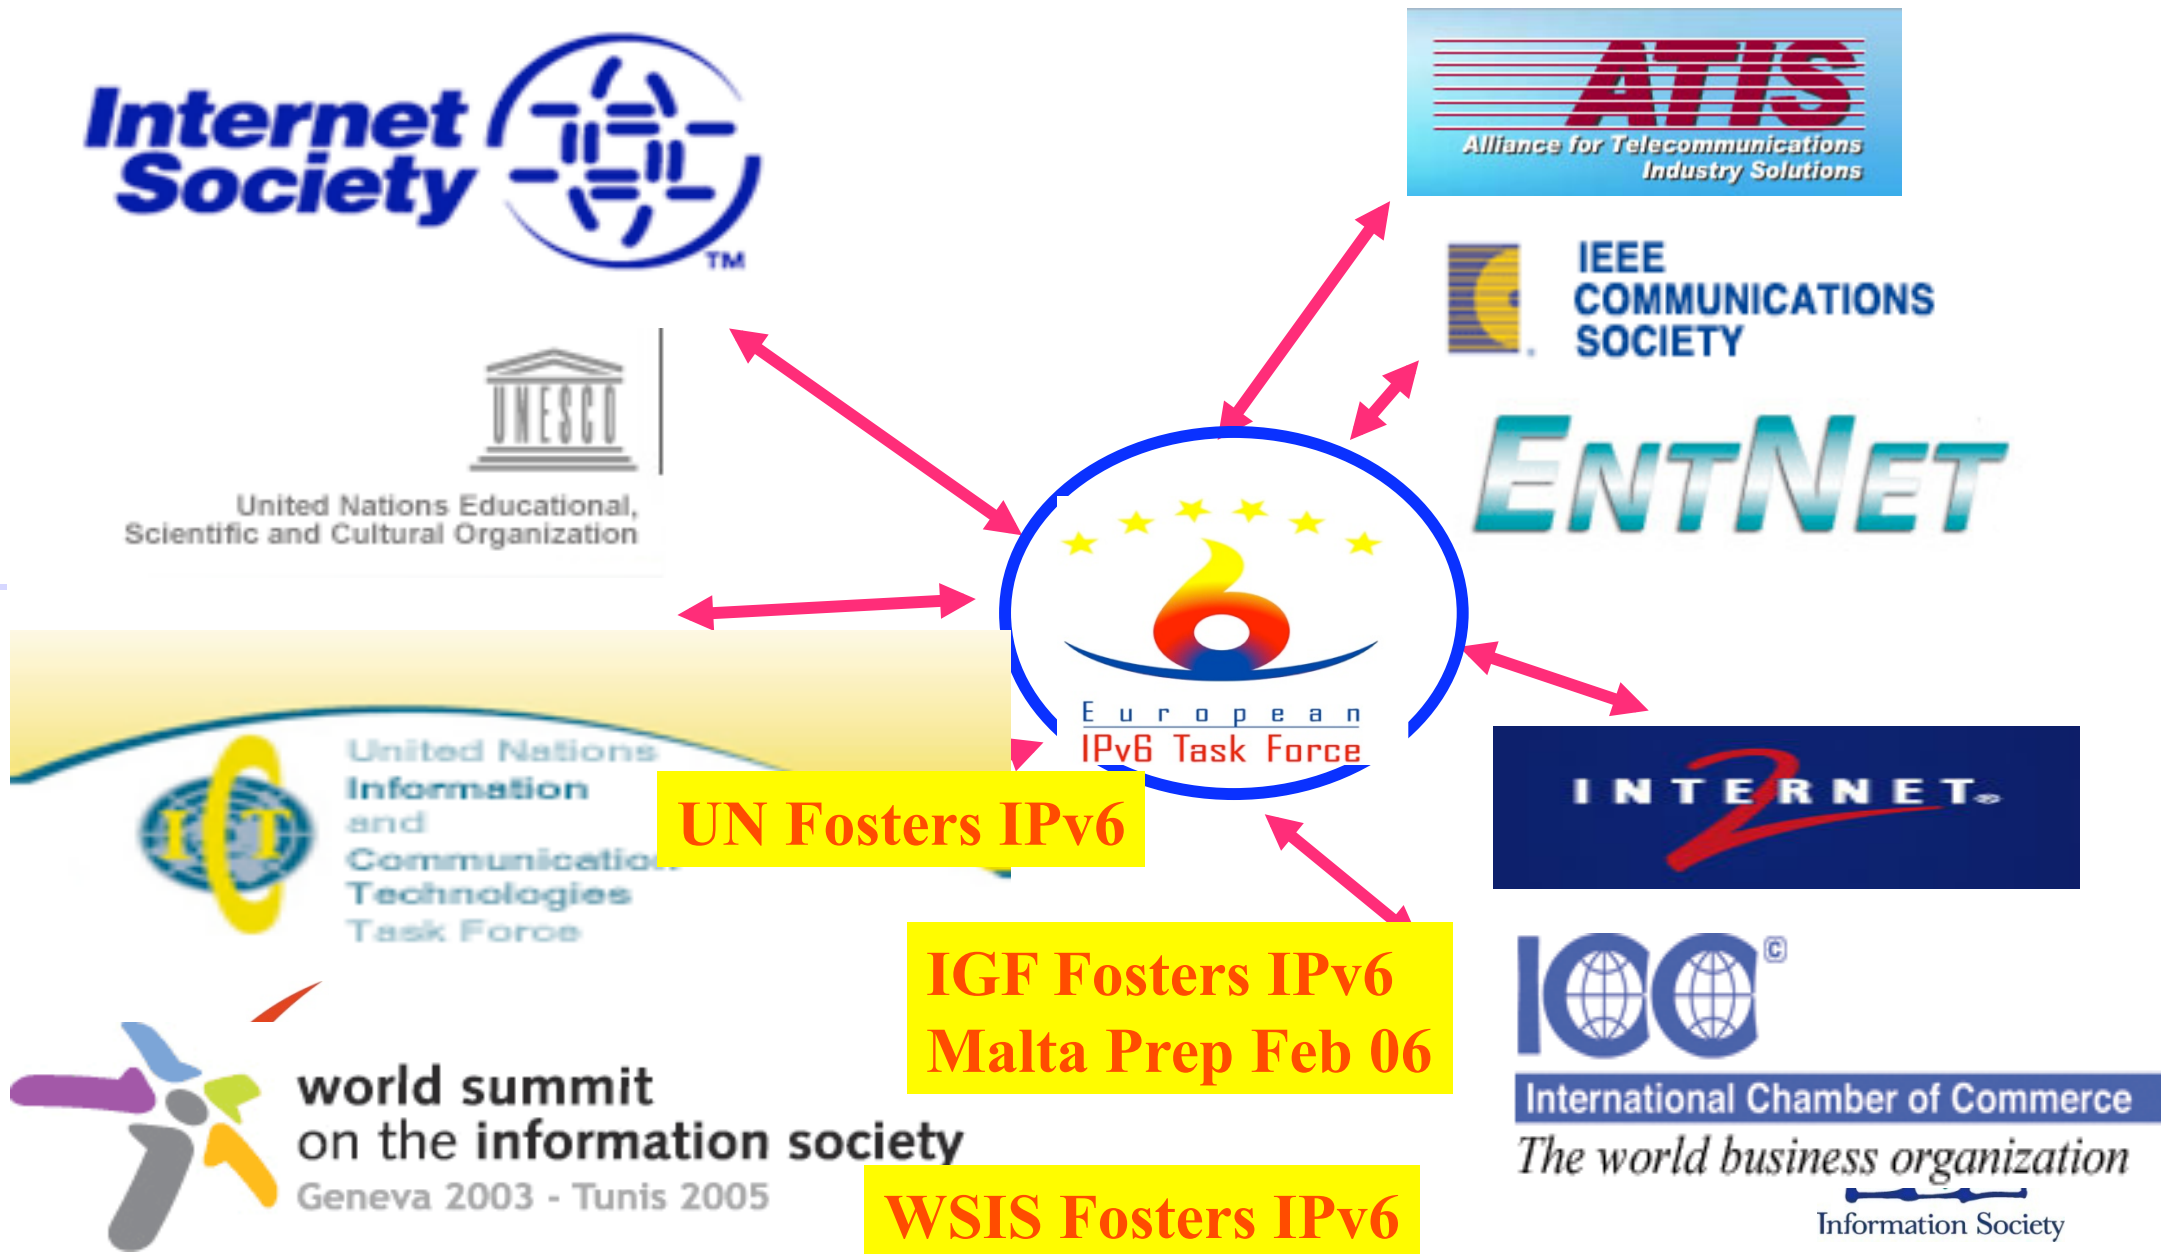 Internet
Society
TM
ATIS
Alliance for Telecommunications
Industry Solutions
IEEE
COMMUNICATIONS
SOCIETY
UNESCO
United Nations Educational,
Scientific and Cultural Organization
ENTNET
6
European
IPv6 Task Force
ICT
United Nations
Information
and
Technologies
Task Force
UN Fosters IPv6
INTERNET®
2
IGF Fosters IPv6
Malta Prep Feb 06
ICC ©
International Chamber of Commerce
The world business organization
Information Society
world summit
on the information society
Geneva 2003 - Tunis 2005
WSIS Fosters IPv6